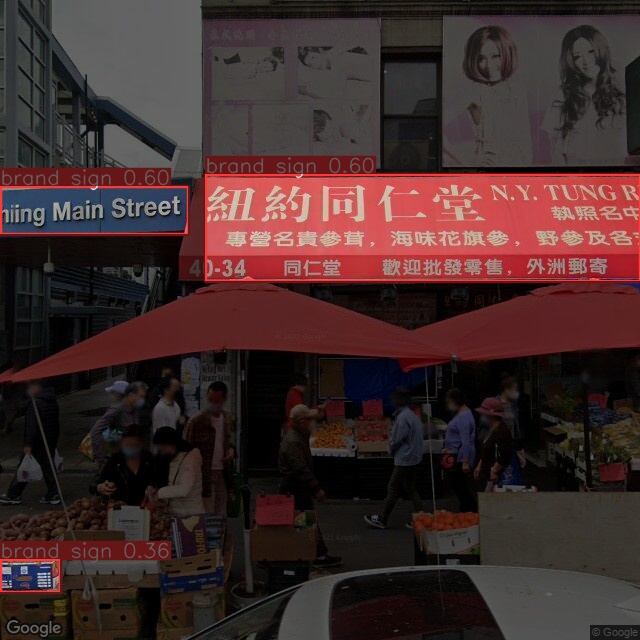 brand sign 0.60
hiing Main Street
brand sign 0.60
紐約同仁堂
N.Y. TUNG R
執照名中
專營名貴參茸，海味花旗參，野參及各
40-34 同仁堂 歡迎批發零售，外洲郵寄
brand sign 0.36
Google
© Google